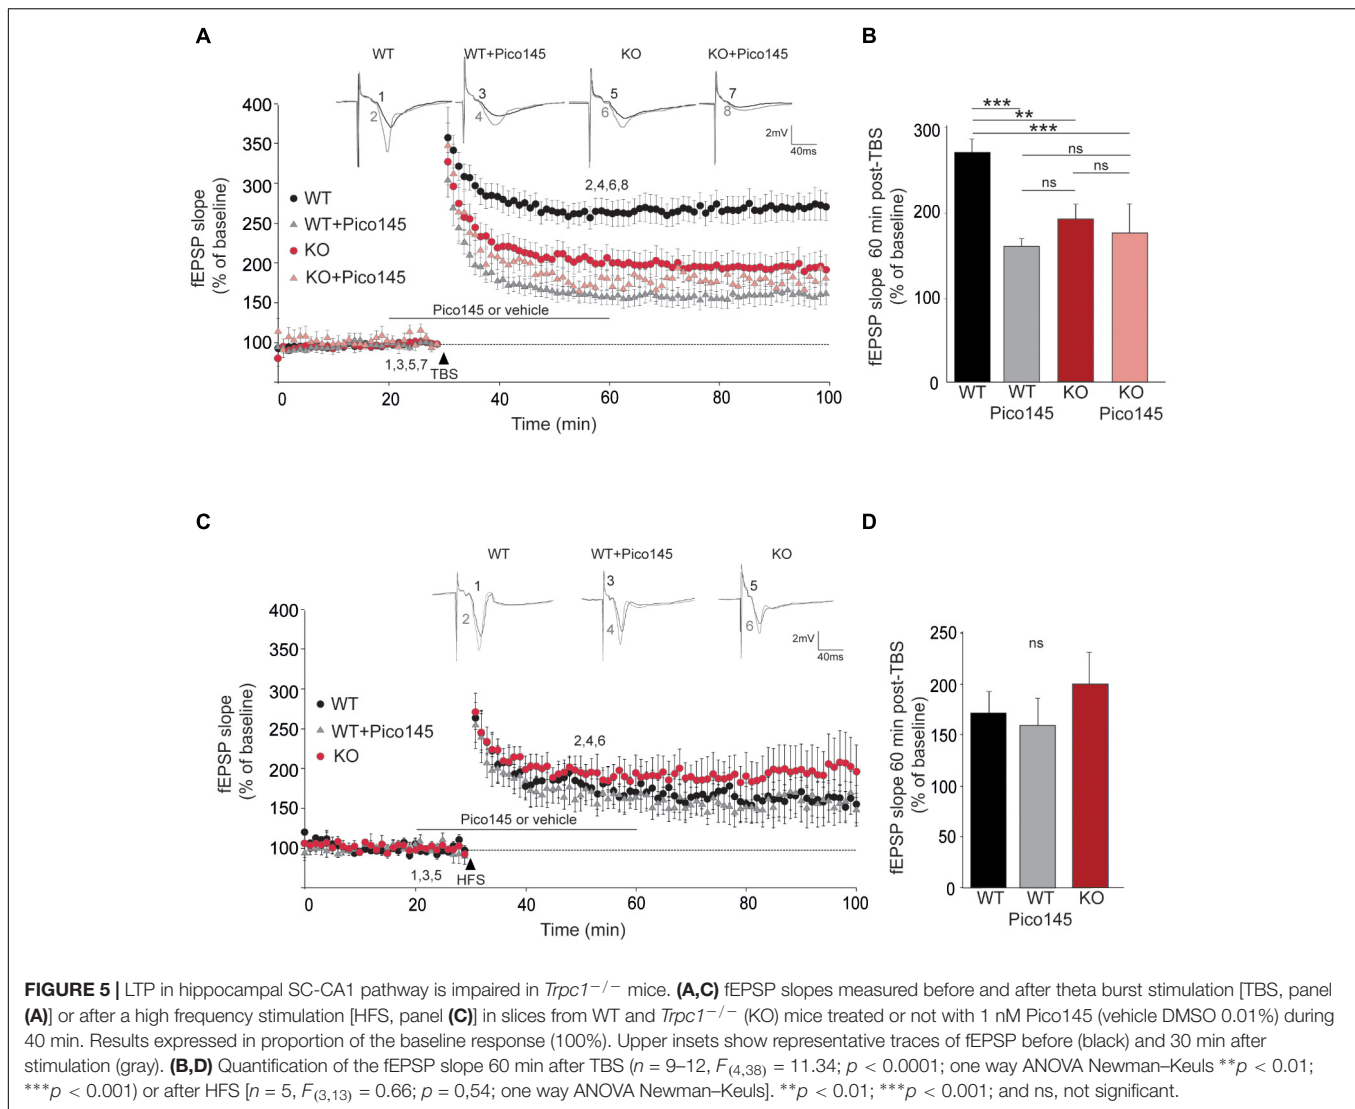 A
WT
WT+Pico145
KO
KO+Pico145
1
2
3
4
5
6
7
8
2mV
40ms
400
350
300
250
200
150
100
fEPSP slope
(% of baseline)
WT
WT+Pico145
KO
KO+Pico145
2,4,6,8
Pico145 or vehicle
1,3,5,7
TBS
0
20
40
60
80
100
Time (min)
B
***
**
***
ns
ns
ns
300
200
100
0
fEPSP slope 60 min post-TBS
(% of baseline)
WT
WT
KO
KO
Pico145
Pico145
C
WT
WT+Pico145
KO
1
2
3
4
5
6
2mV
40ms
400
350
300
250
200
150
100
fEPSP slope
(% of baseline)
WT
WT+Pico145
KO
2,4,6
Pico145 or vehicle
1,3,5
HFS
0
20
40
60
80
100
Time (min)
D
250
200
150
100
50
0
fEPSP slope 60 min post-TBS
(% of baseline)
ns
WT
WT
KO
Pico145
FIGURE 5 | LTP in hippocampal SC-CA1 pathway is impaired in Trpc1−/− mice. (A,C) fEPSP slopes measured before and after theta burst stimulation [TBS, panel
(A)] or after a high frequency stimulation [HFS, panel (C)] in slices from WT and Trpc1−/− (KO) mice treated or not with 1 nM Pico145 (vehicle DMSO 0.01%) during
40 min. Results expressed in proportion of the baseline response (100%). Upper insets show representative traces of fEPSP before (black) and 30 min after
stimulation (gray). (B,D) Quantification of the fEPSP slope 60 min after TBS (n = 9–12, F(4,38) = 11.34; p < 0.0001; one way ANOVA Newman–Keuls **p < 0.01;
***p < 0.001) or after HFS [n = 5, F(3,13) = 0.66; p = 0,54; one way ANOVA Newman–Keuls]. **p < 0.01; ***p < 0.001; and ns, not significant.